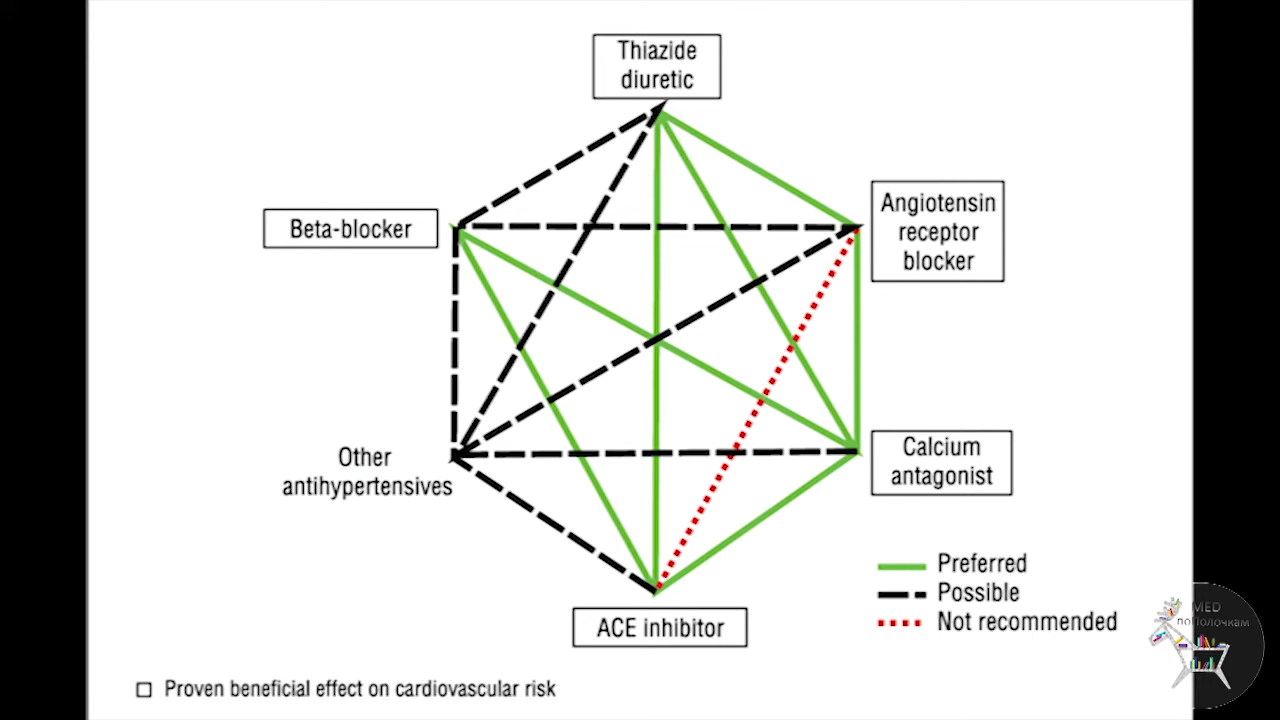 Thiazide
diuretic
Beta-blocker
Angiotensin
receptor
blocker
Other
antihypertensives
Calcium
antagonist
ACE inhibitor
Preferred
Possible
Not recommended
Proven beneficial effect on cardiovascular risk
MED
поПолочкам